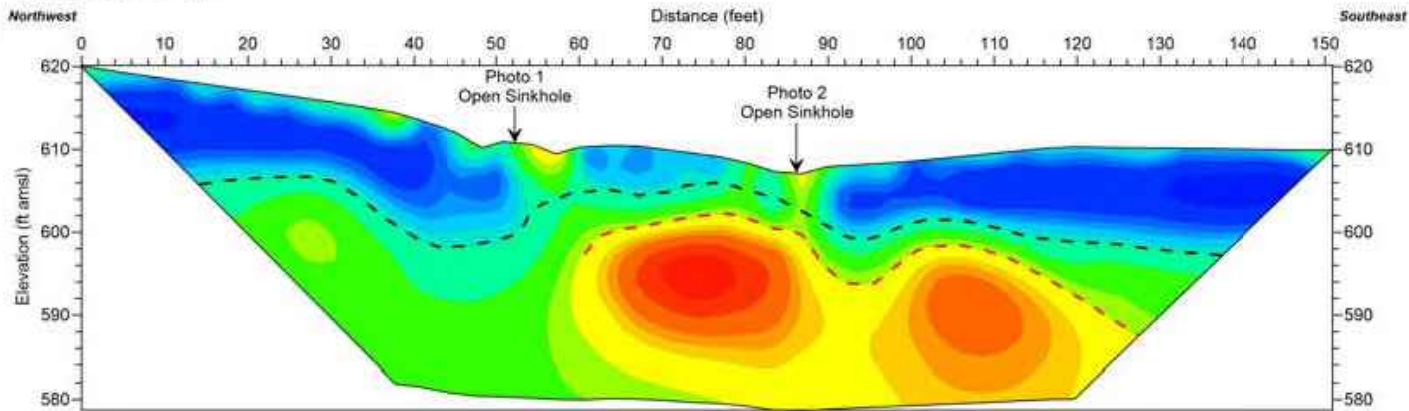 Northwest
Distance (feet)
Southeast
0 10 20 30 40 50 60 70 80 90 100 110 120 130 140 150
620 620
Photo 1
Open Sinkhole
Photo 2
Open Sinkhole
610 610
600 600
590 590
580 580
Elevation (ft amsl)